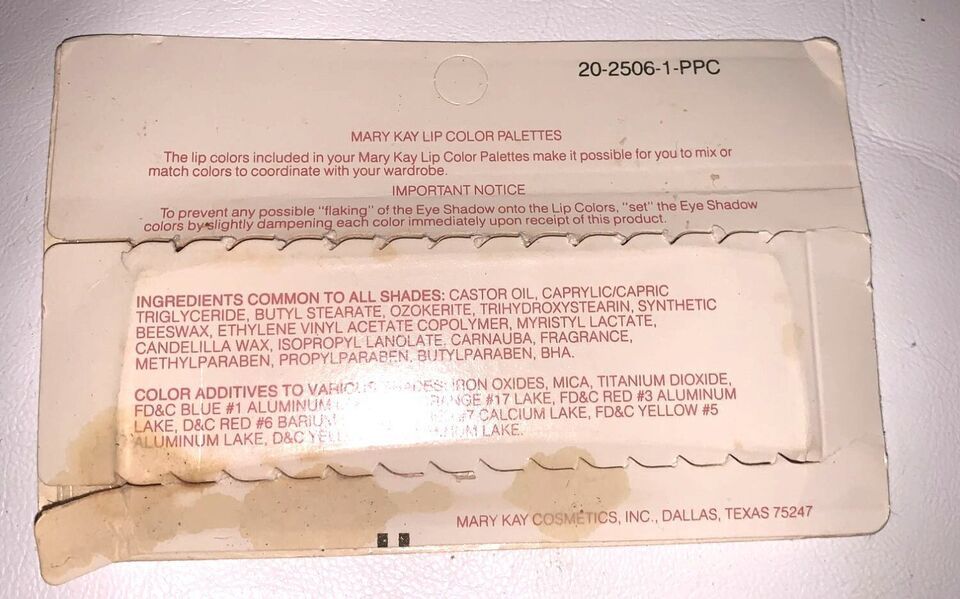 20-2506-1-PPC
MARY KAY LIP COLOR PALETTES
The lip colors included in your Mary Kay Lip Color Palettes make it possible for you to mix or
match colors to coordinate with your wardrobe.
IMPORTANT NOTICE
To prevent any possible "flaking" of the Eye Shadow onto the Lip Colors, "set" the Eye Shadow
colors by slightly dampening each color immediately upon receipt of this product.
INGREDIENTS COMMON TO ALL SHADES: CASTOR OIL, CAPRYLIC/CAPRIC
TRIGLYCERIDE, BUTYL STEARATE, OZOKERITE, TRIHYDROXYSTEARIN, SYNTHETIC
BEESWAX, ETHYLENE VINYL ACETATE COPOLYMER, MYRISTYL LACTATE,
CANDELILLA WAX, ISOPROPYL LANOLATE, CARNAUBA, FRAGRANCE,
METHYLPARABEN, PROPYLPARABEN, BUTYLPARABEN, BHA.
COLOR ADDITIVES TO VARIOUS SHADES: IRON OXIDES, MICA, TITANIUM DIOXIDE,
FD&C BLUE #1 ALUMINUM #17 LAKE, FD&C RED #3 ALUMINUM
LAKE, D&C RED #6 BARIUM #7 CALCIUM LAKE, FD&C YELLOW #5
ALUMINUM LAKE, D&C LAKE.
MARY KAY COSMETICS, INC., DALLAS, TEXAS 75247